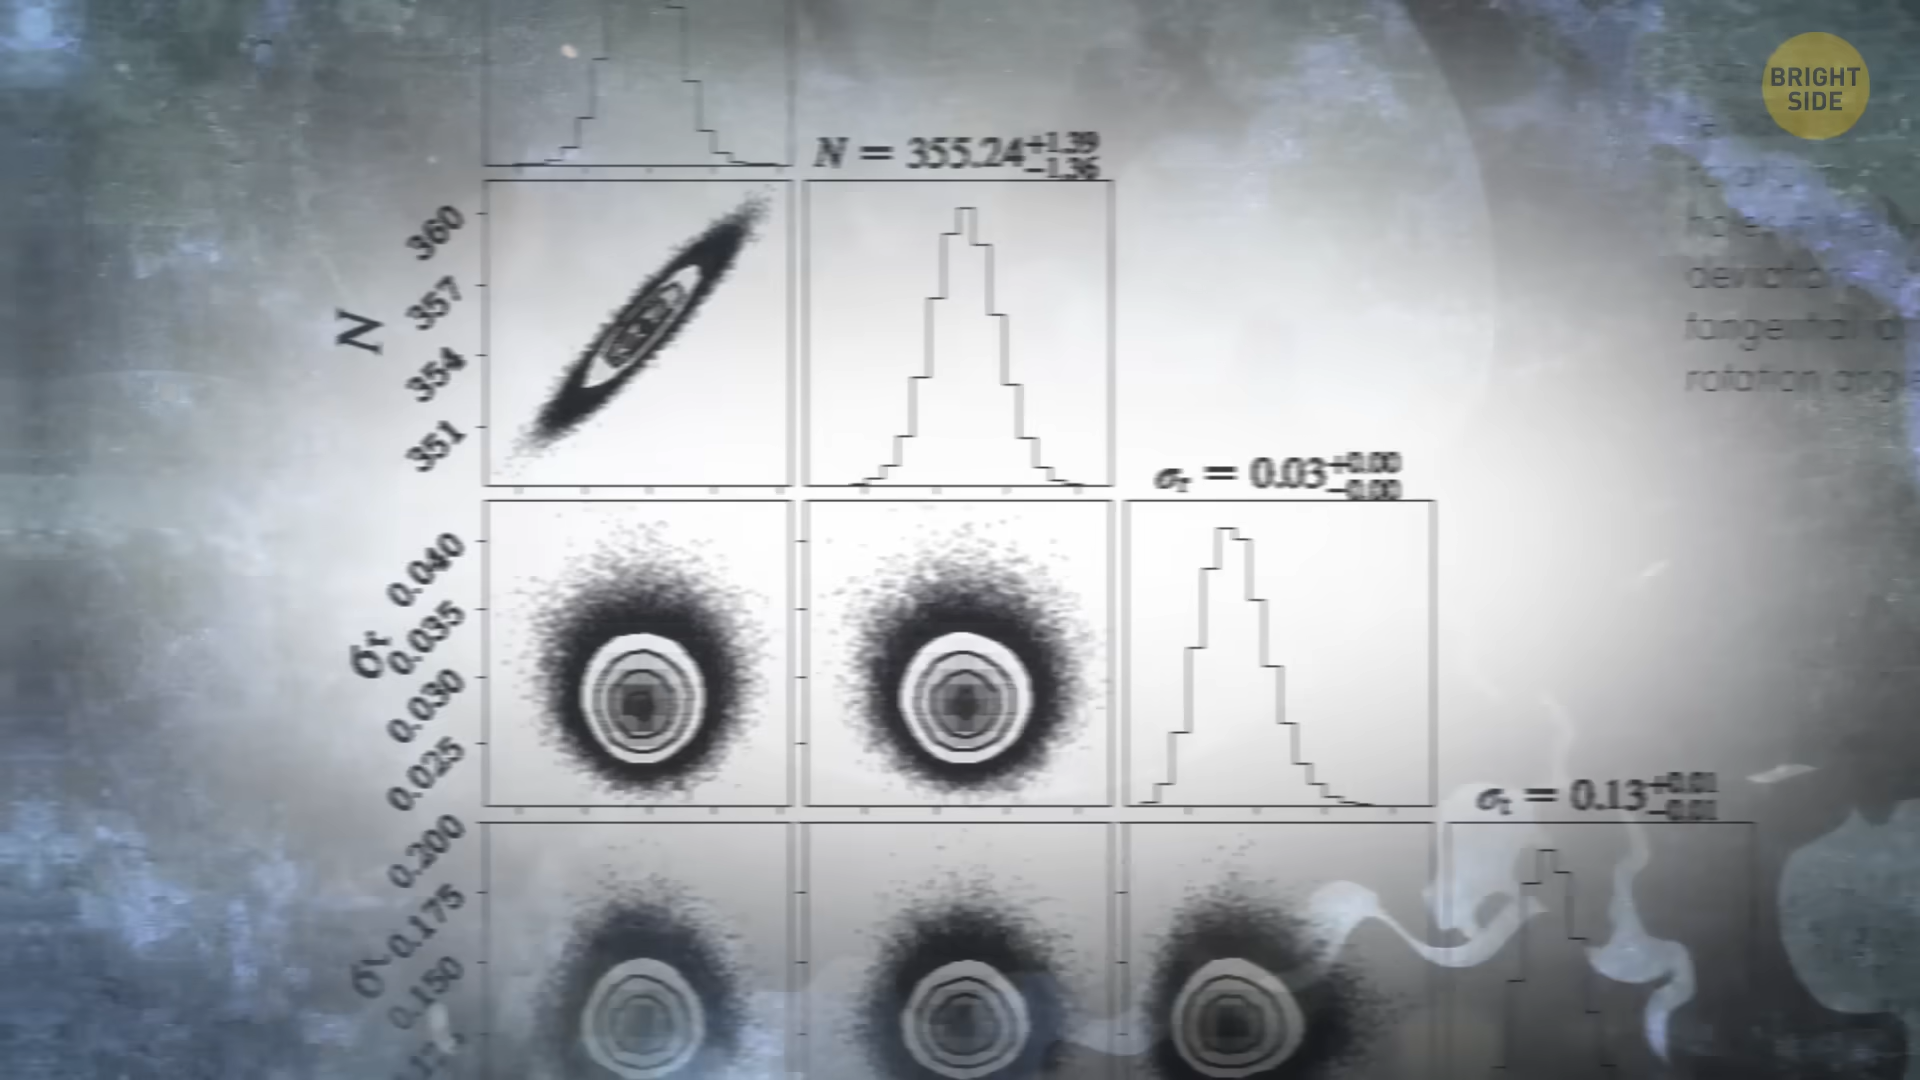 BRIGHT
SIDE
N = 355.24+1.39−1.36
360
357
354
351
N
deviation
tangential
rotation
σr = 0.03+0.00−0.00
0.040
0.035
0.030
0.025
σr
σt = 0.13+0.01−0.01
0.200
0.175
0.150